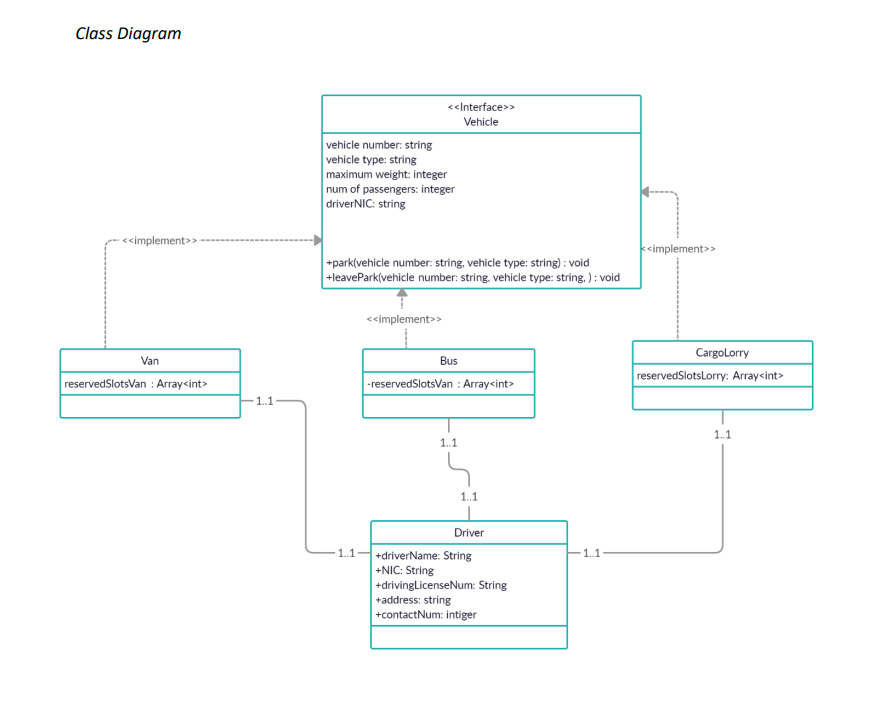 Class Diagram
<<Interface>>
Vehicle
vehicle number: string
vehicle type: string
maximum weight: integer
num of passengers: integer
driverNIC: string
+park(vehicle number: string, vehicle type: string) : void
+leavePark(vehicle number: string, vehicle type: string, ) : void
<<implement>>
<<implement>>
<<implement>>
Van
reservedSlotsVan : Array<int>
Bus
-reservedSlotsVan : Array<int>
CargoLorry
reservedSlotsLorry: Array<int>
1..1
1..1
1..1
1..1
Driver
+driverName: String
+NIC: String
+drivingLicenseNum: String
+address: string
+contactNum: intiger
1..1
1..1